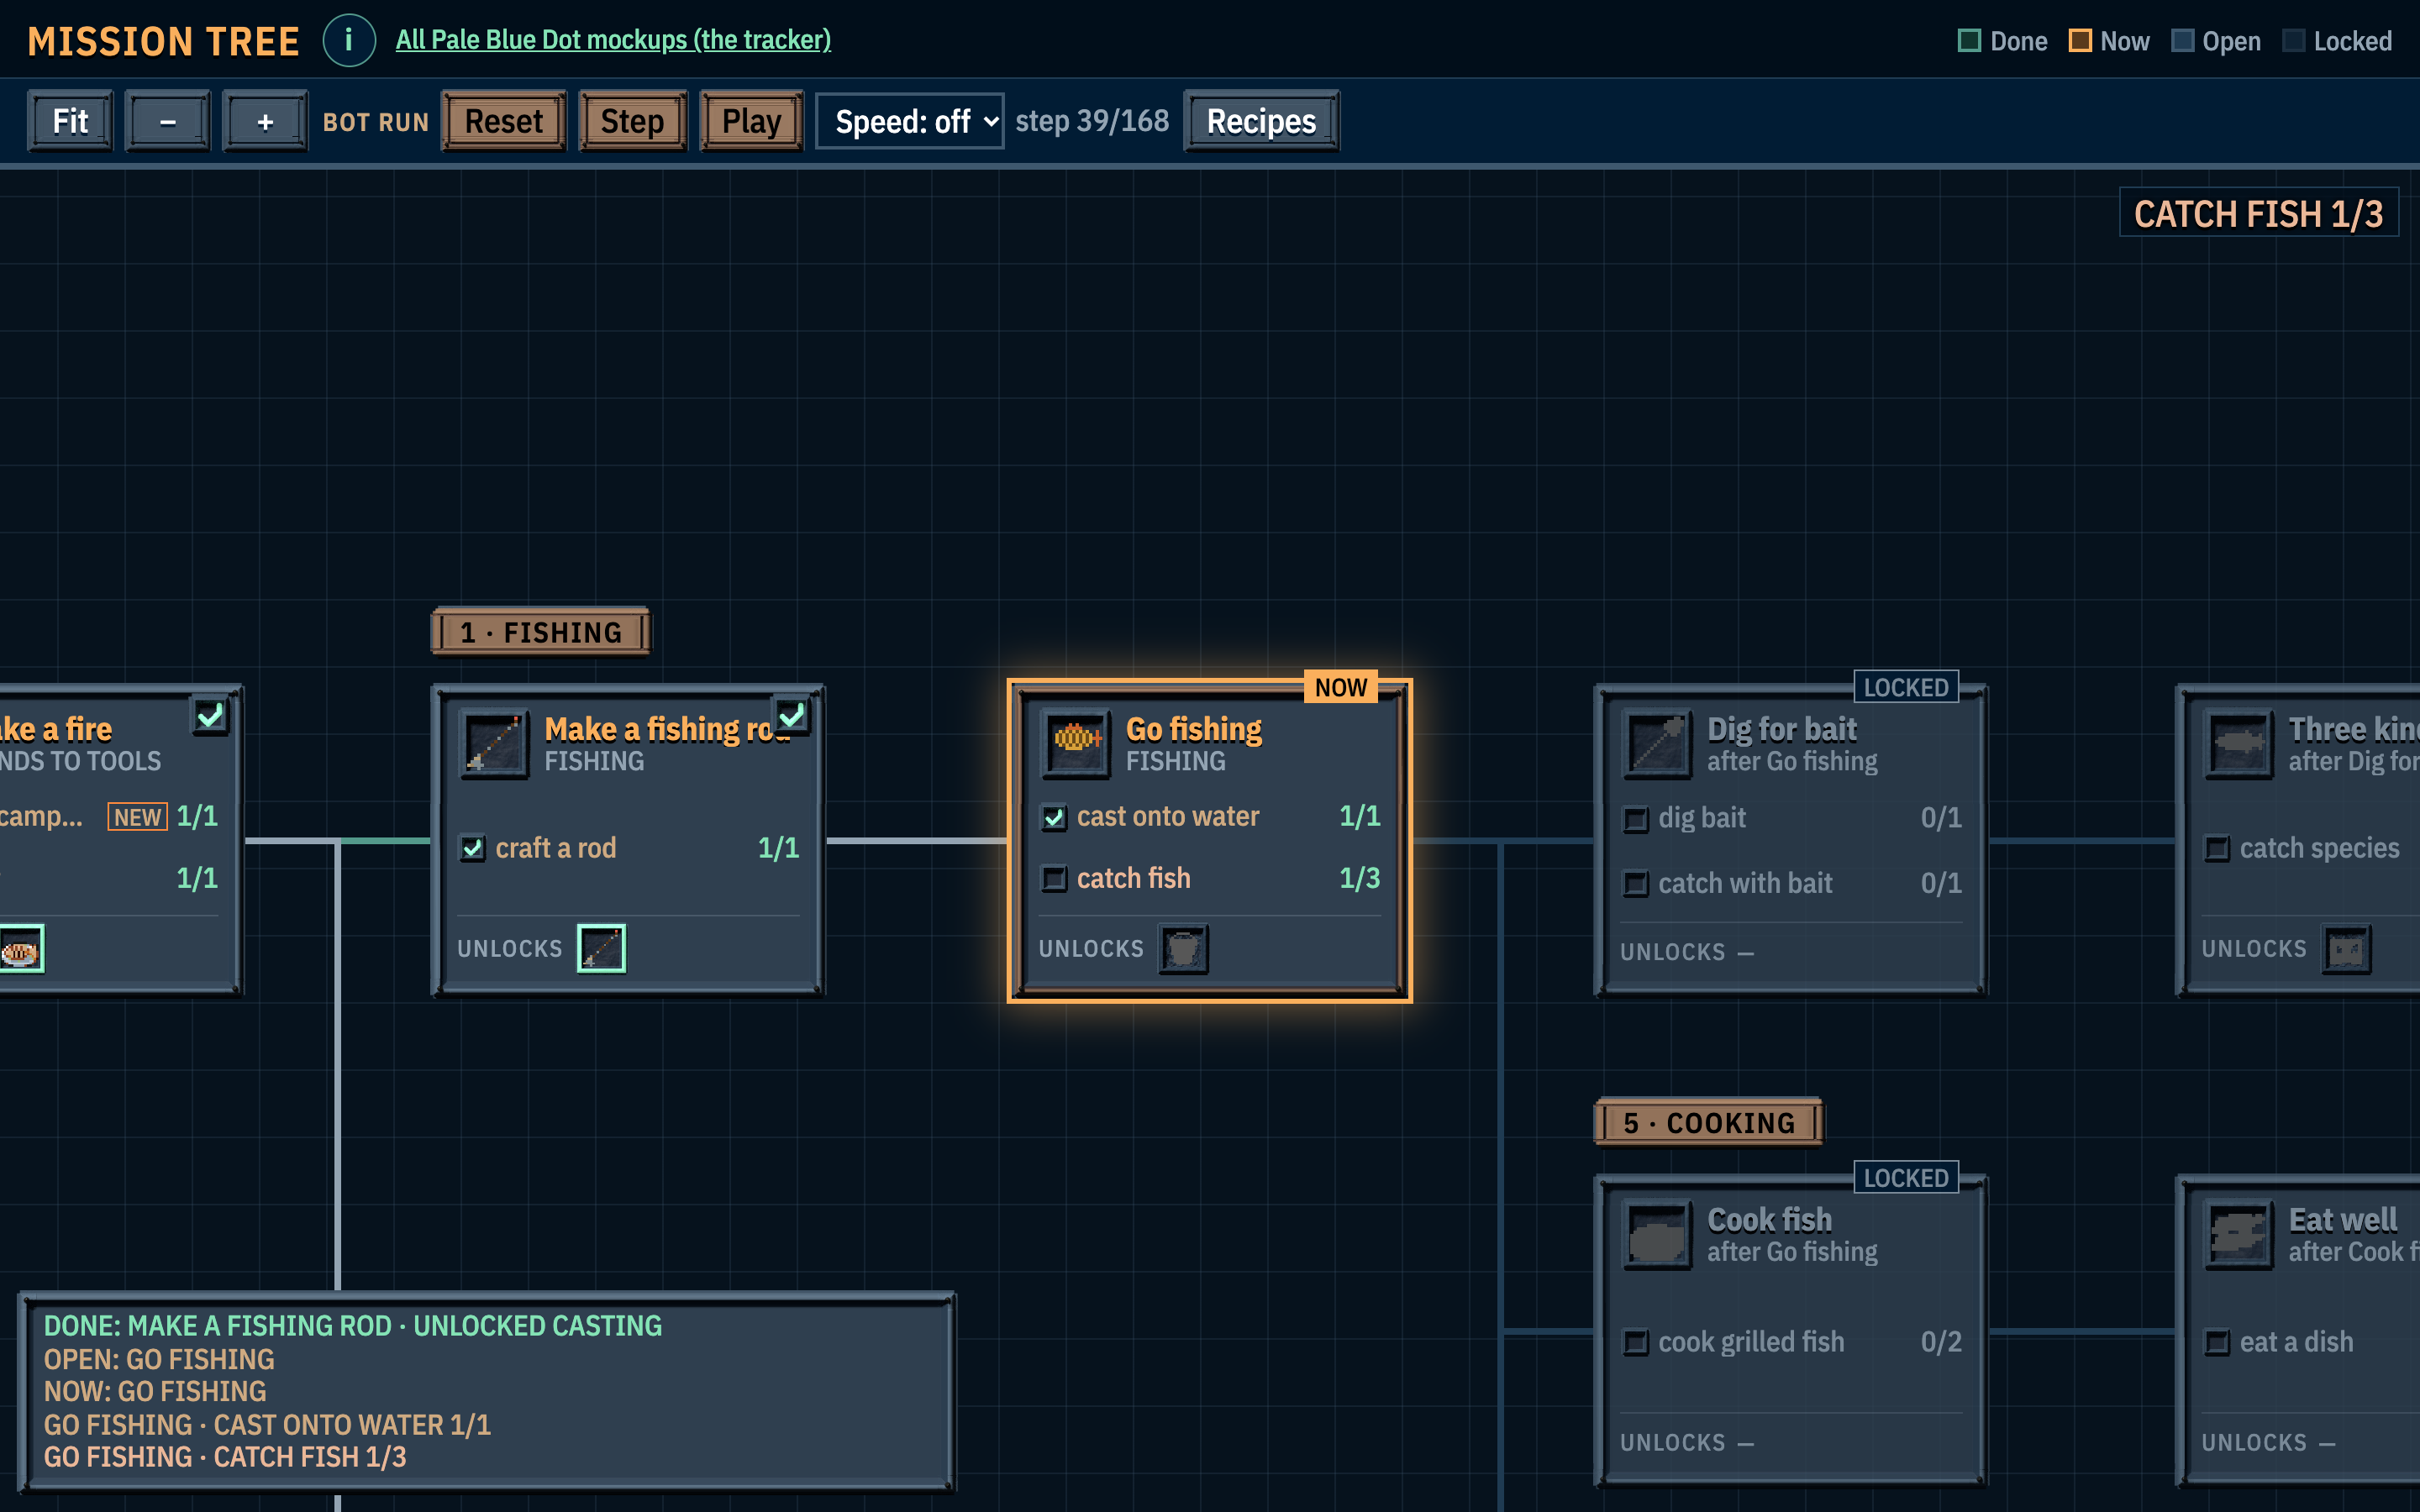 MISSION TREE i All Pale Blue Dot mockups (the tracker) Done Now Open Locked
Fit − + BOT RUN Reset Step Play Speed: off step 39/168 Recipes
CATCH FISH 1/3
1 · FISHING
ke a fire
NDS TO TOOLS
camp... NEW 1/1
1/1
Make a fishing rod
FISHING
craft a rod 1/1
UNLOCKS
NOW
Go fishing
FISHING
cast onto water 1/1
catch fish 1/3
UNLOCKS
LOCKED
Dig for bait
after Go fishing
dig bait 0/1
catch with bait 0/1
UNLOCKS —
Three kin
after Dig for
catch species
UNLOCKS
5 · COOKING
LOCKED
Cook fish
after Go fishing
cook grilled fish 0/2
UNLOCKS —
Eat well
after Cook f
eat a dish
UNLOCKS —
DONE: MAKE A FISHING ROD · UNLOCKED CASTING
OPEN: GO FISHING
NOW: GO FISHING
GO FISHING · CAST ONTO WATER 1/1
GO FISHING · CATCH FISH 1/3